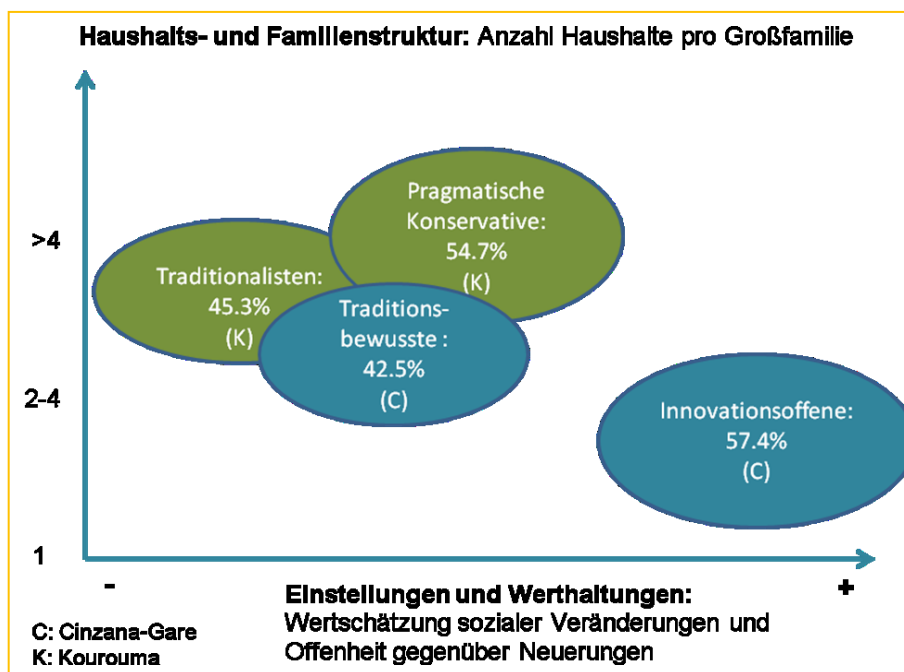 Haushalts- und Familienstruktur: Anzahl Haushalte pro Großfamilie
Pragmatische
Konservative:
54.7%
(K)
>4
Traditionalisten:
45.3%
(K)
Traditions-
bewusste :
42.5%
(C)
2-4
Innovationsoffene:
57.4%
(C)
1
-
+
Einstellungen und Werthaltungen:
Wertschätzung sozialer Veränderungen und
Offenheit gegenüber Neuerungen
C: Cinzana-Gare
K: Kourouma